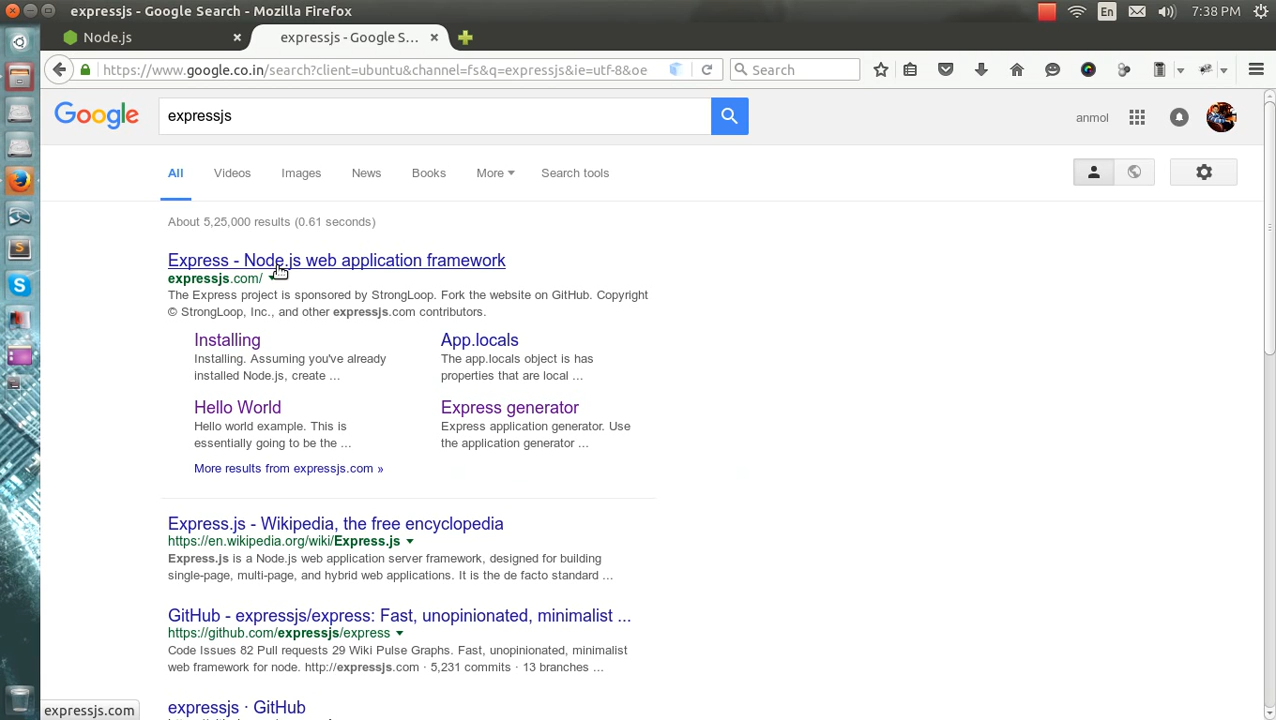 expressjs - Google Search - Mozilla Firefox
En
7:38 PM
Node.js
expressjs - Google S...
https://www.google.co.in/search?client=ubuntu&channel=fs&q=expressjs&ie=utf-8&oe
Search
Google
expressjs
anmol
All
Videos
Images
News
Books
More
Search tools
About 5,25,000 results (0.61 seconds)
Express - Node.js web application framework
expressjs.com/
The Express project is sponsored by StrongLoop. Fork the website on GitHub. Copyright
© StrongLoop, Inc., and other expressjs.com contributors.
Installing
Installing. Assuming you've already
installed Node.js, create ...
App.locals
The app.locals object is has
properties that are local ...
Hello World
Hello world example. This is
essentially going to be the ...
Express generator
Express application generator. Use
the application generator ...
More results from expressjs.com »
Express.js - Wikipedia, the free encyclopedia
https://en.wikipedia.org/wiki/Express.js
Express.js is a Node.js web application server framework, designed for building
single-page, multi-page, and hybrid web applications. It is the de facto standard ...
GitHub - expressjs/express: Fast, unopinionated, minimalist ...
https://github.com/expressjs/express
Code Issues 82 Pull requests 29 Wiki Pulse Graphs. Fast, unopinionated, minimalist
web framework for node. http://expressjs.com · 5,231 commits · 13 branches ...
expressjs · GitHub
expressjs.com